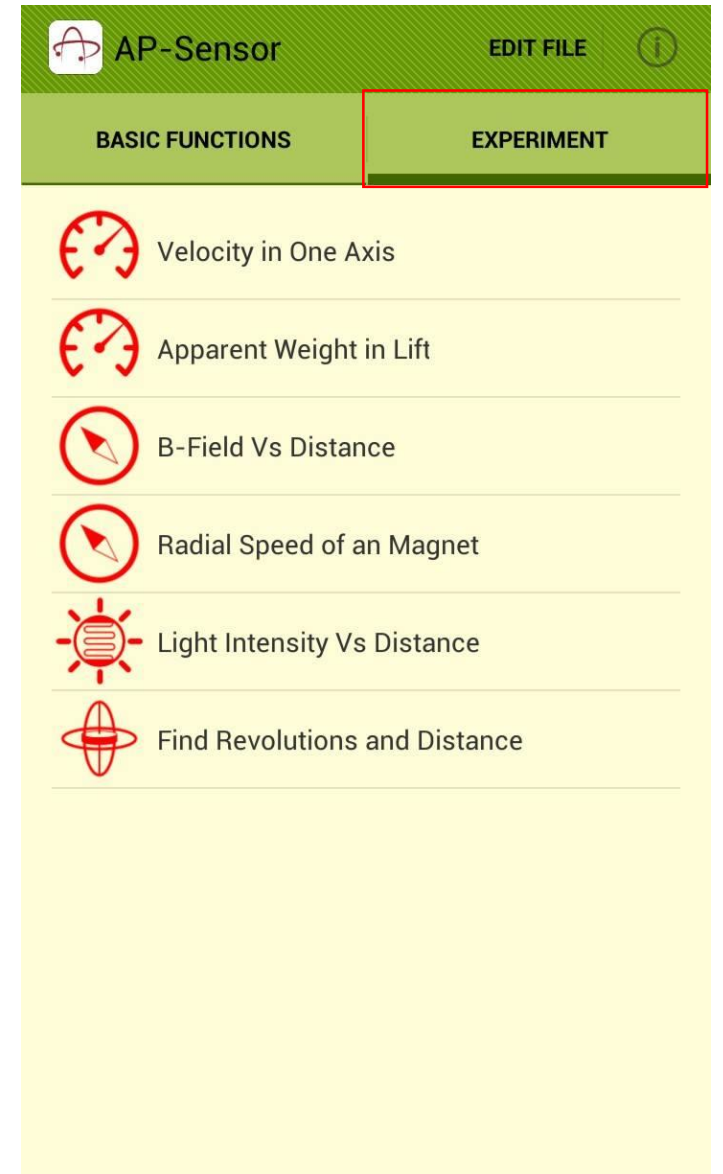 AP-Sensor EDIT FILE
BASIC FUNCTIONS EXPERIMENT
Velocity in One Axis
Apparent Weight in Lift
B-Field Vs Distance
Radial Speed of an Magnet
Light Intensity Vs Distance
Find Revolutions and Distance